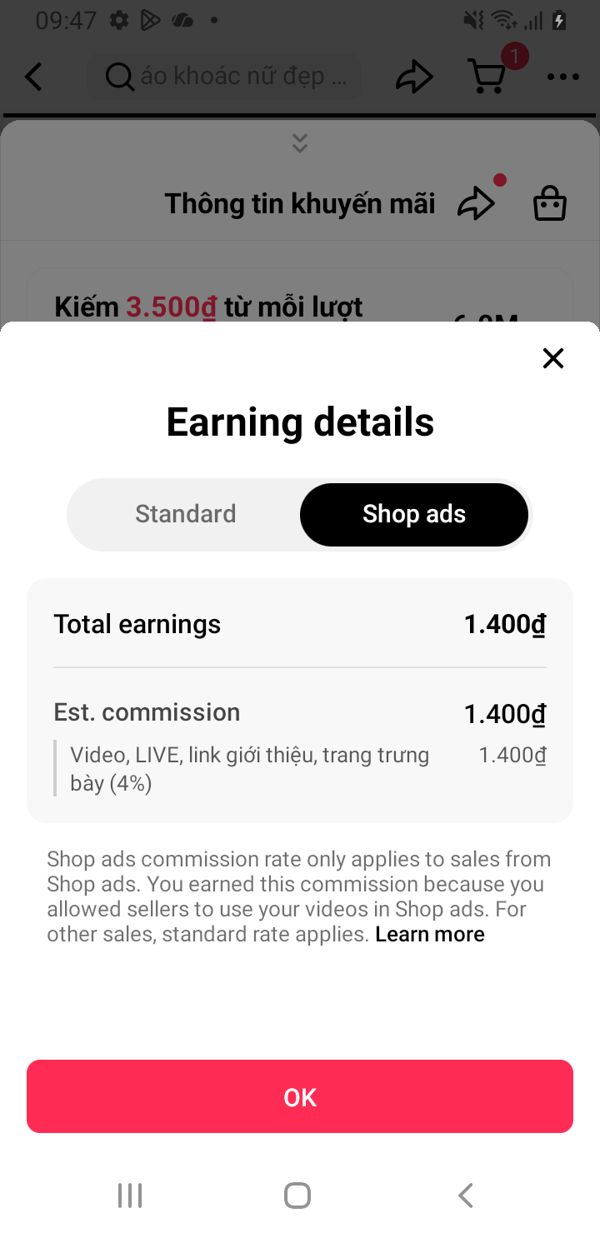 09:47
áo khoác nữ đẹp ...
1
Thông tin khuyến mãi
Kiếm 3.500₫ từ mỗi lượt
Earning details
Standard
Shop ads
Total earnings
1.400₫
Est. commission
1.400₫
Video, LIVE, link giới thiệu, trang trưng
1.400₫
bày (4%)
Shop ads commission rate only applies to sales from
Shop ads. You earned this commission because you
allowed sellers to use your videos in Shop ads. For
other sales, standard rate applies. Learn more
OK